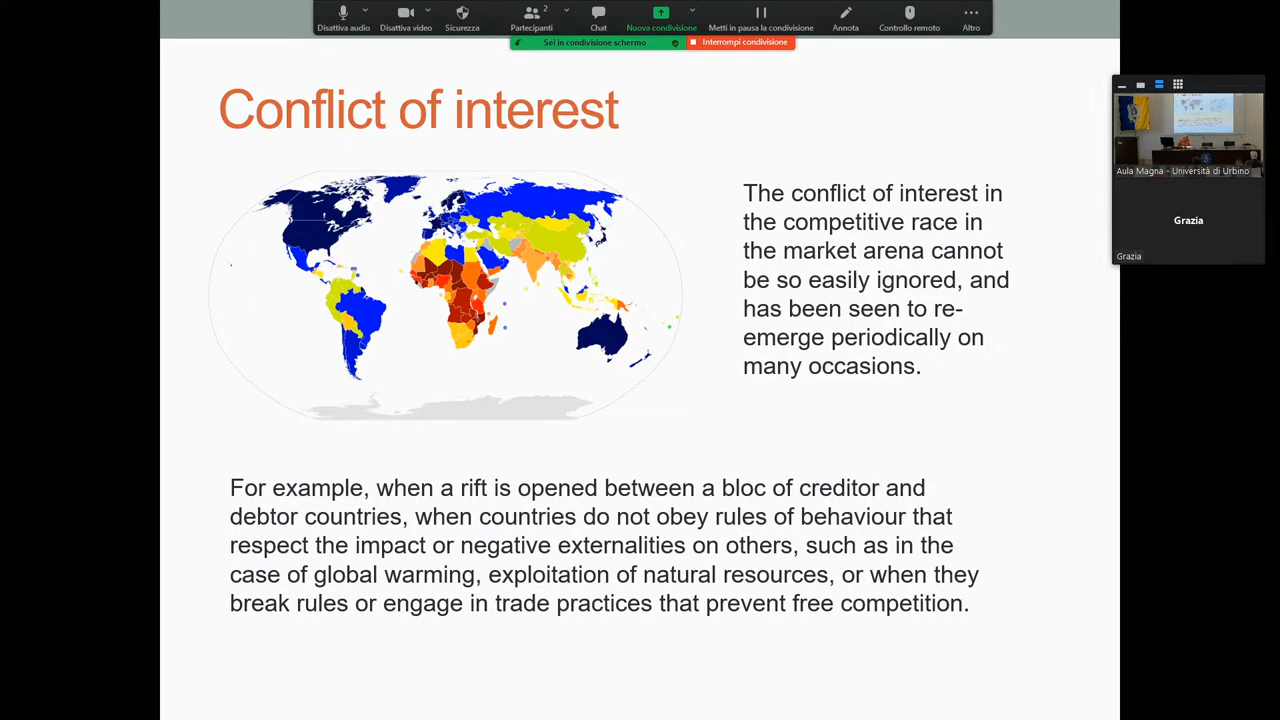 Disattiva audio
Disattiva video
Sicurezza
Partecipanti
2
Chat
Nuova condivisione
Metti in pausa la condivisione
Annota
Controllo remoto
Altro
Sei in condivisione schermo
Interrompi condivisione
Conflict of interest
The conflict of interest in
the competitive race in
the market arena cannot
be so easily ignored, and
has been seen to re-
emerge periodically on
many occasions.
For example, when a rift is opened between a bloc of creditor and
debtor countries, when countries do not obey rules of behaviour that
respect the impact or negative externalities on others, such as in the
case of global warming, exploitation of natural resources, or when they
break rules or engage in trade practices that prevent free competition.
Aula Magna - Università di Urbino
Grazia
Grazia